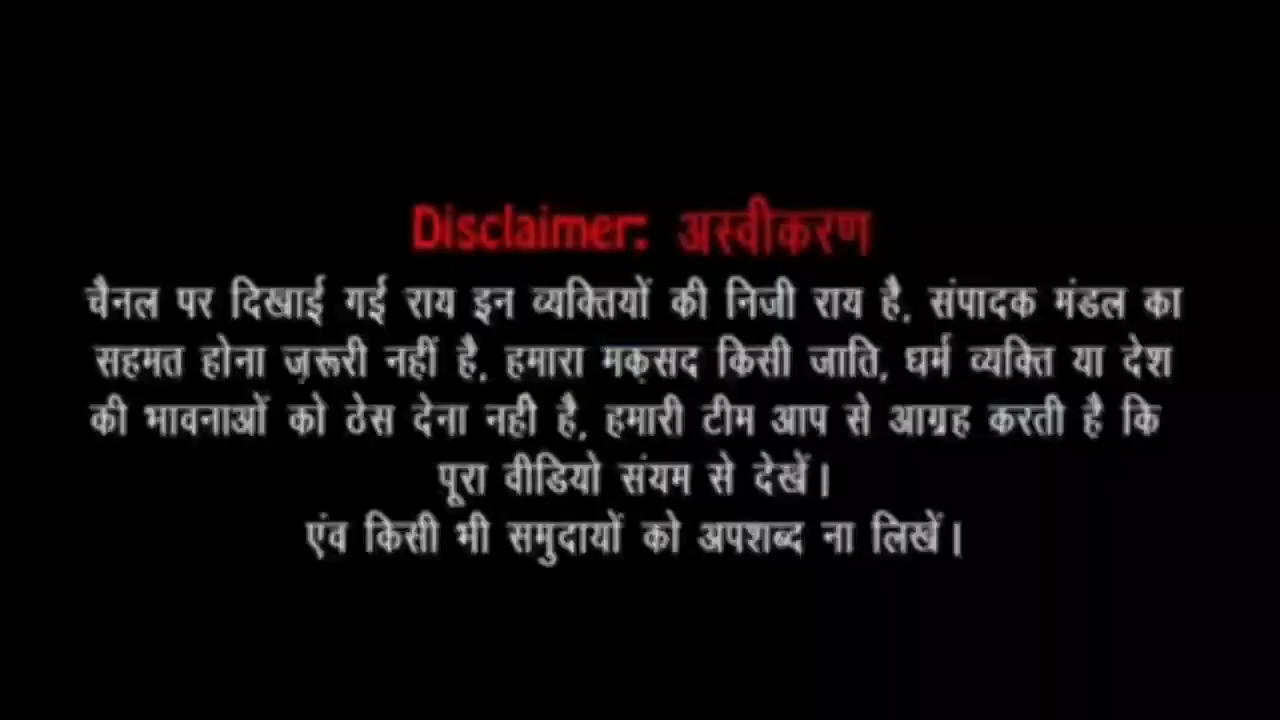 Disclaimer: अस्वीकरण
चैनल पर दिखाई गई राय इन व्यक्तियों की निजी राय है, संपादक मंडल का
सहमत होना ज़रूरी नहीं है, हमारा मक़सद किसी जाति, धर्म व्यक्ति या देश
की भावनाओं को ठेस देना नही है, हमारी टीम आप से आग्रह करती है कि
पूरा वीडियो संयम से देखें।
एंव किसी भी समुदायों को अपशब्द ना लिखें।